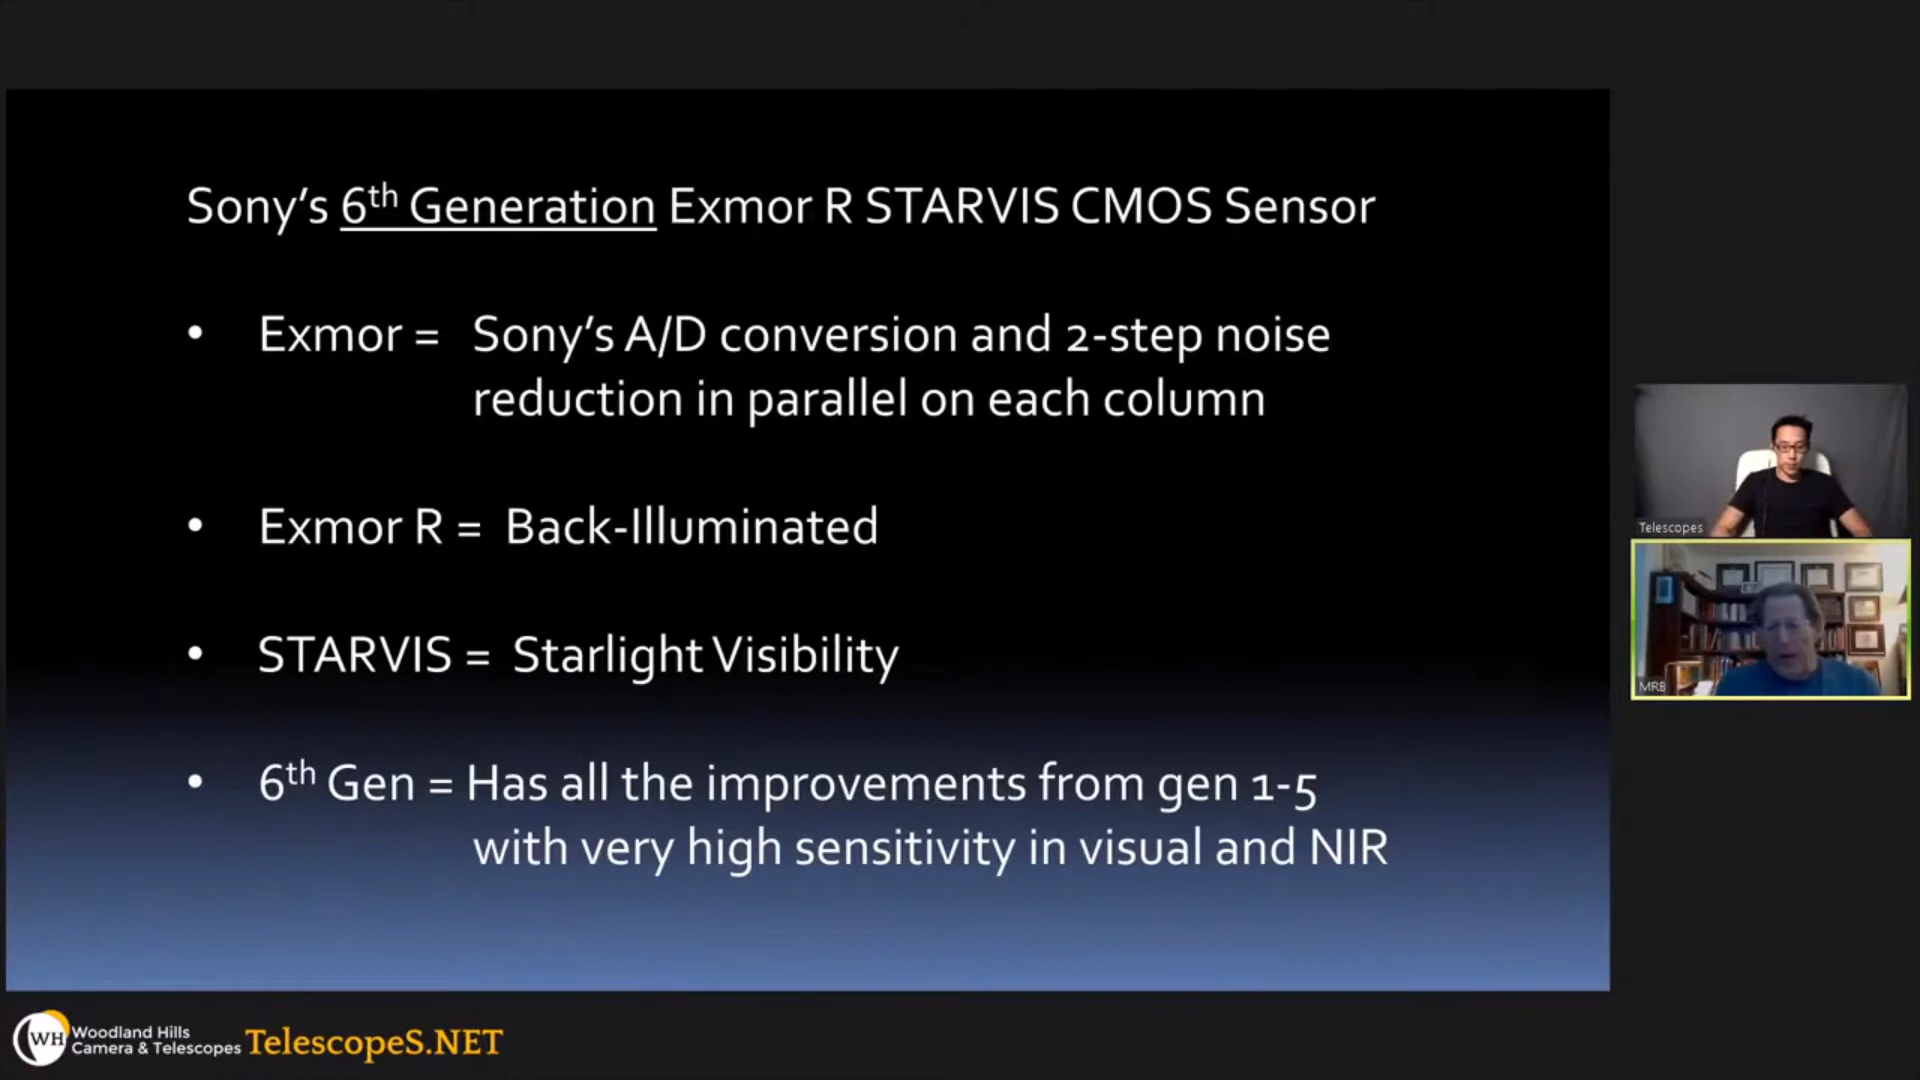 Sony’s 6th Generation Exmor R STARVIS CMOS Sensor
• Exmor = Sony’s A/D conversion and 2-step noise
reduction in parallel on each column
• Exmor R = Back-Illuminated
• STARVIS = Starlight Visibility
• 6th Gen = Has all the improvements from gen 1-5
with very high sensitivity in visual and NIR
Telescopes
MRB
WH
Woodland Hills
Camera & Telescopes
TelescopeS.NET